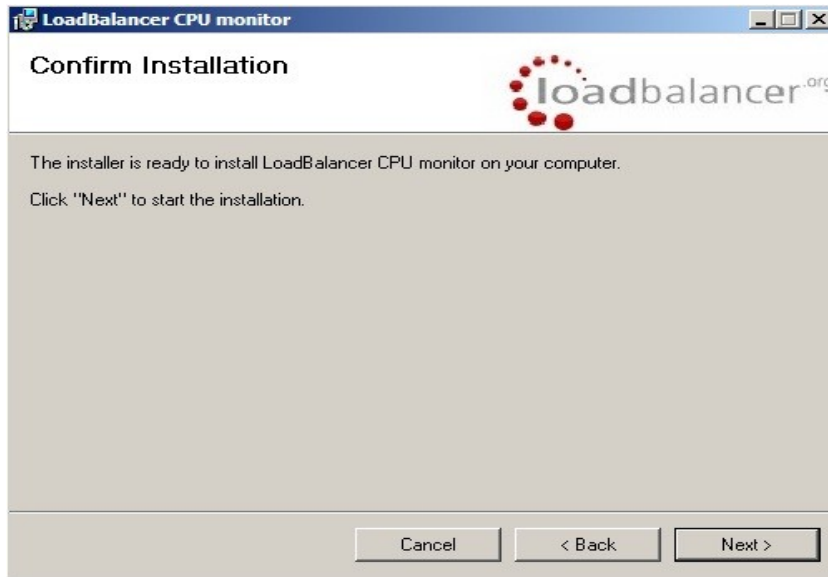 LoadBalancer CPU monitor
Confirm Installation
loadbalancer.org
The installer is ready to install LoadBalancer CPU monitor on your computer.
Click "Next" to start the installation.
Cancel
< Back
Next >